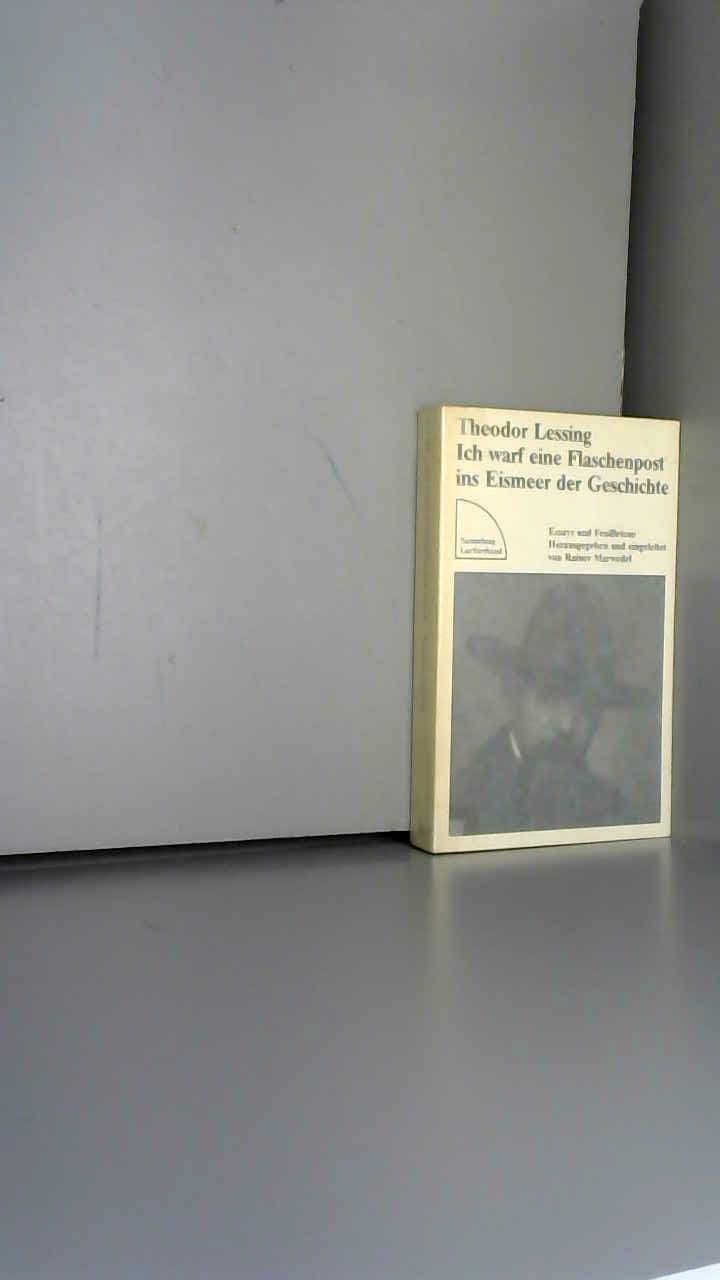 Theodor Lessing
Ich warf eine Flaschenpost
ins Eismeer der Geschichte
Essays und Feuilletons
Herausgegeben und eingeleitet
von Rainer Marwedel
Sammlung
Luchterhand